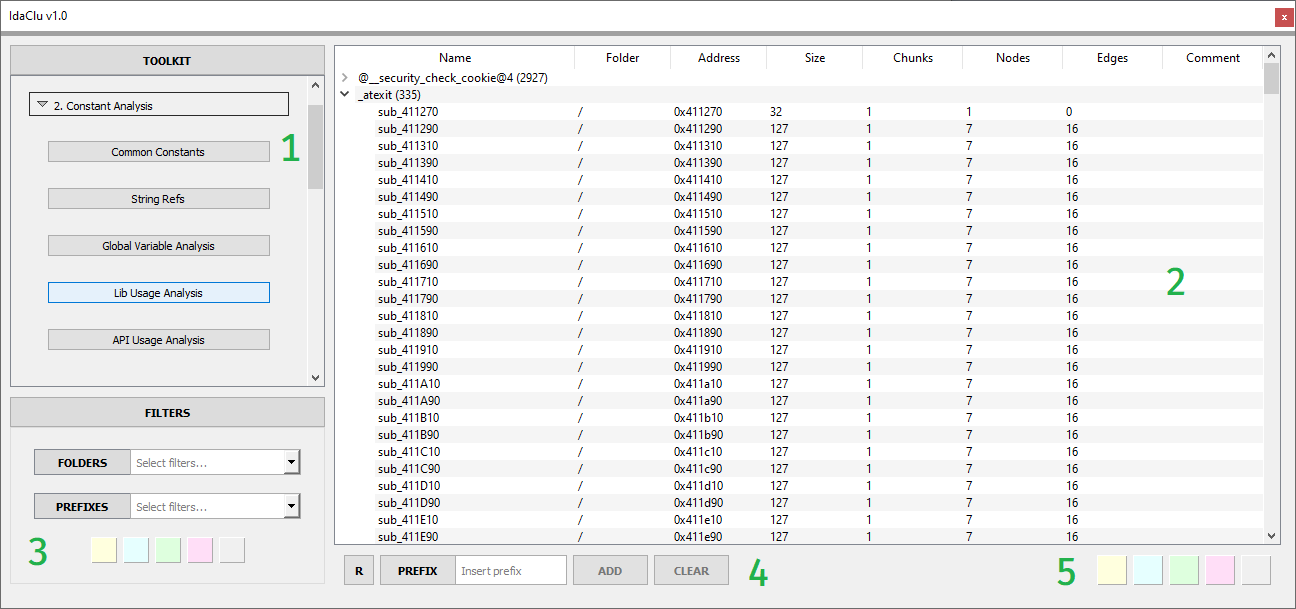 IdaClu v1.0
x
TOOLKIT
2. Constant Analysis
Common Constants
1
String Refs
Global Variable Analysis
Lib Usage Analysis
API Usage Analysis
FILTERS
FOLDERS Select filters...
PREFIXES Select filters...
3
Name Folder Address Size Chunks Nodes Edges Comment
@__security_check_cookie@4 (2927)
_atexit (335)
sub_411270 / 0x411270 32 1 1 0
sub_411290 / 0x411290 127 1 7 16
sub_411310 / 0x411310 127 1 7 16
sub_411390 / 0x411390 127 1 7 16
sub_411410 / 0x411410 127 1 7 16
sub_411490 / 0x411490 127 1 7 16
sub_411510 / 0x411510 127 1 7 16
sub_411590 / 0x411590 127 1 7 16
sub_411610 / 0x411610 127 1 7 16
sub_411690 / 0x411690 127 1 7 16
sub_411710 / 0x411710 127 1 7 16
sub_411790 / 0x411790 127 1 7 16
sub_411810 / 0x411810 127 1 7 16
sub_411890 / 0x411890 127 1 7 16
sub_411910 / 0x411910 127 1 7 16
sub_411990 / 0x411990 127 1 7 16
sub_411A10 / 0x411a10 127 1 7 16
sub_411A90 / 0x411a90 127 1 7 16
sub_411B10 / 0x411b10 127 1 7 16
sub_411B90 / 0x411b90 127 1 7 16
sub_411C10 / 0x411c10 127 1 7 16
sub_411C90 / 0x411c90 127 1 7 16
sub_411D10 / 0x411d10 127 1 7 16
sub_411D90 / 0x411d90 127 1 7 16
sub_411E10 / 0x411e10 127 1 7 16
sub_411E90 / 0x411e90 127 1 7 16
2
R PREFIX Insert prefix ADD CLEAR 4 5